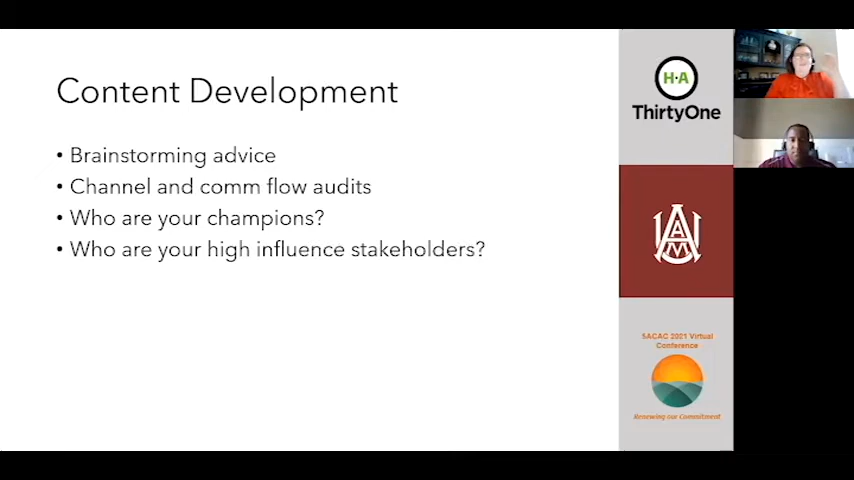 Content Development
• Brainstorming advice
• Channel and comm flow audits
• Who are your champions?
• Who are your high influence stakeholders?
H·A
ThirtyOne
AAMU
SACAC 2021 Virtual
Conference
Renewing our Commitment